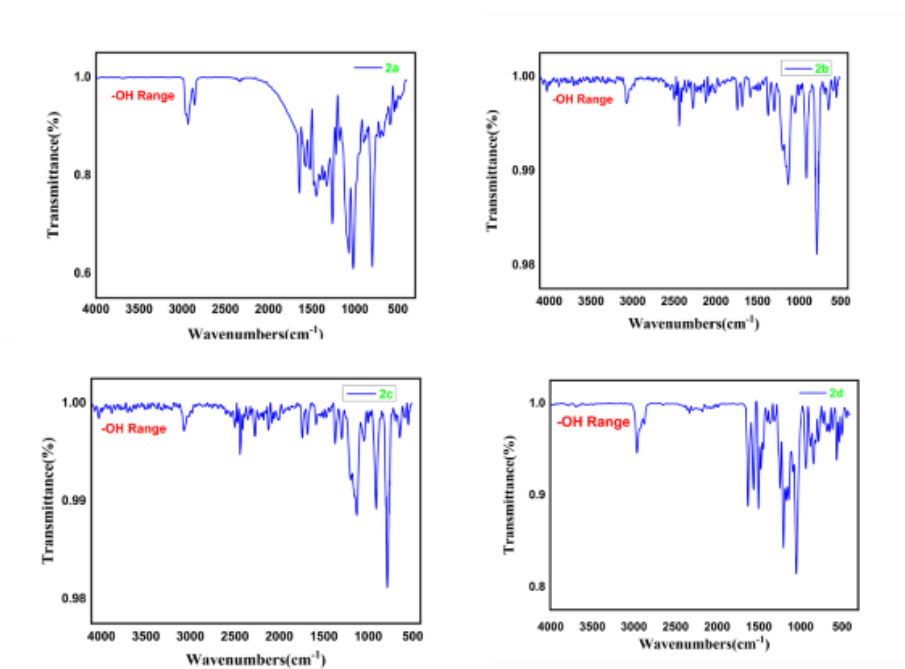 2a
1.0
-OH Range
0.8
0.6
Transmittance(%)
4000 3500 3000 2500 2000 1500 1000 500
Wavenumbers(cm⁻¹)
2b
1.00
-OH Range
0.99
0.98
Transmittance(%)
4000 3500 3000 2500 2000 1500 1000 500
Wavenumbers(cm⁻¹)
2c
1.00
-OH Range
0.99
0.98
Transmittance(%)
4000 3500 3000 2500 2000 1500 1000 500
Wavenumbers(cm⁻¹)
2d
1.0
-OH Range
0.9
0.8
Transmittance(%)
4000 3500 3000 2500 2000 1500 1000 500
Wavenumbers(cm⁻¹)